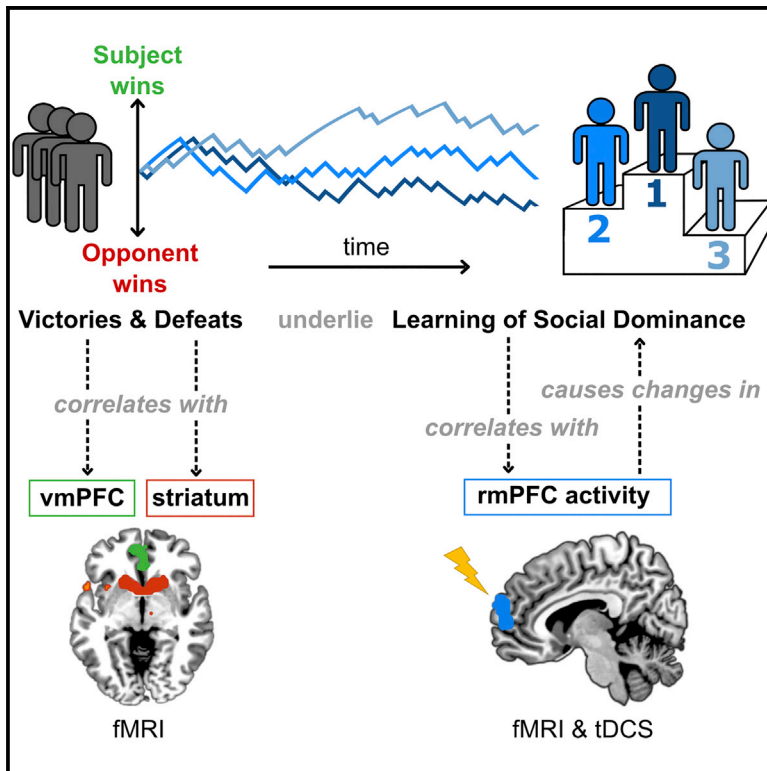 Subject
wins
Opponent
wins
time
2
1
3
Victories & Defeats underlie Learning of Social Dominance
correlates with
correlates with
causes changes in
vmPFC striatum
rmPFC activity
fMRI
fMRI & tDCS